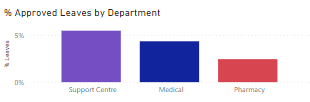 % Approved Leaves by Department
% Leaves
5%
0%
Support Centre
Medical
Pharmacy